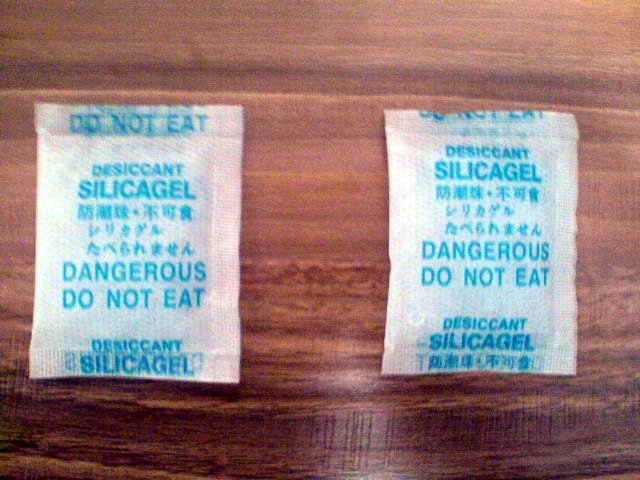 DO NOT EAT
DESICCANT
SILICAGEL
防潮珠・不可食
シリカゲル
たべられません
DANGEROUS
DO NOT EAT
DESICCANT
SILICAGEL
DO NOT EAT
DESICCANT
SILICAGEL
防潮珠・不可食
シリカゲル
たべられません
DANGEROUS
DO NOT EAT
DESICCANT
SILICAGEL
防潮珠・不可食